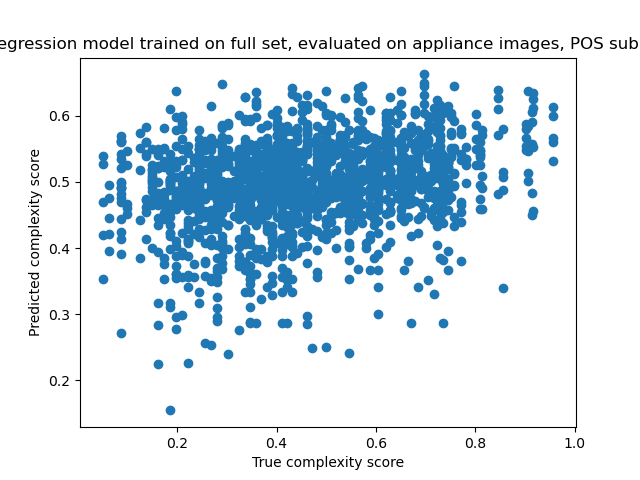 egression model trained on full set, evaluated on appliance images, POS sub
0.6
0.5
0.4
0.3
0.2
Predicted complexity score
0.2 0.4 0.6 0.8 1.0
True complexity score